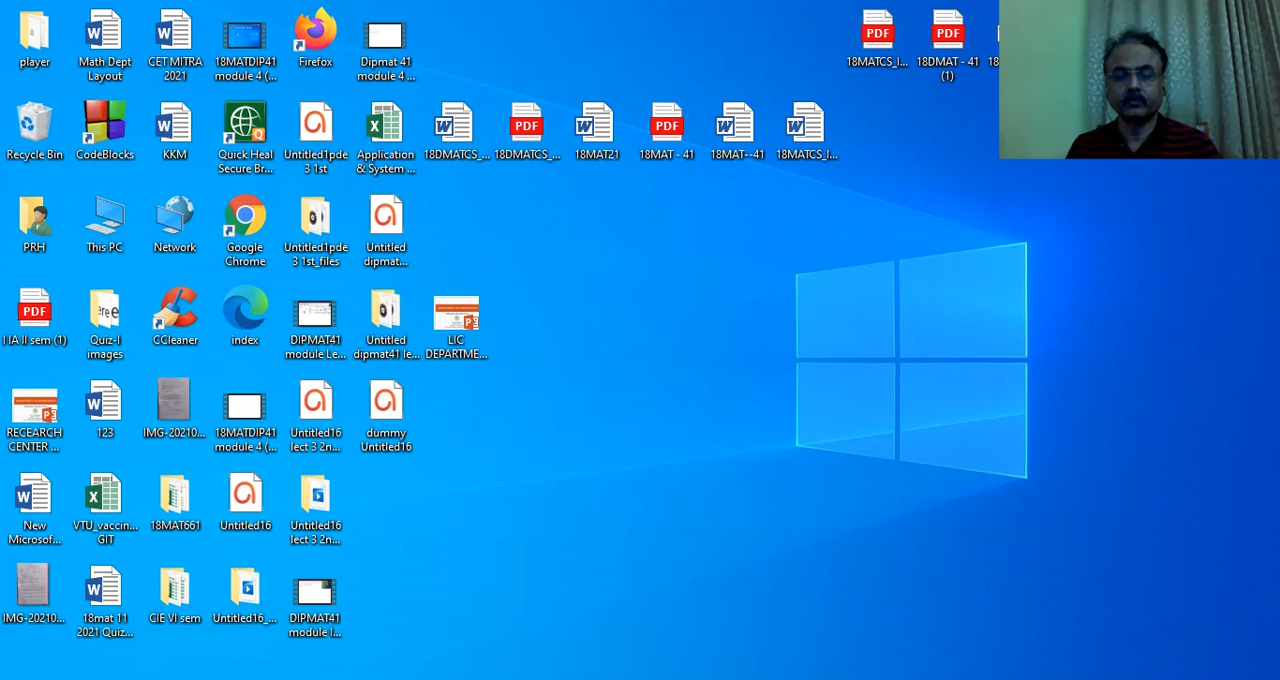 player
Math Dept
Layout
CET MITRA
2021
18MATDIP41
module 4 (...
Firefox
Dipmat 41
module 4 ...
PDF
18MATCS_I...
PDF
18DMAT - 41
(1)
18
Recycle Bin
CodeBlocks
KKM
Quick Heal
Secure Br...
Untitled1pde
3 1st
Application
& System ...
18DMATCS_...
PDF
18DMATCS_...
18MAT21
PDF
18MAT - 41
18MAT--41
PDF
18MATCS_I...
PRH
This PC
Network
Google
Chrome
Untitled1pde
3 1st_files
Untitled
dipmat...
PDF
I IA II sem (1)
Quiz-I
images
CCleaner
index
DIPMAT41
module Le...
Untitled
dipmat41 le...
LIC
DEPARTME...
RECEARCH
CENTER ...
123
IMG-20210...
18MATDIP41
module 4 (...
Untitled16
lect 3 2n...
dummy
Untitled16
New
Microsof...
VTU_vaccin...
GIT
18MAT661
Untitled16
Untitled16
lect 3 2n...
IMG-20210...
18mat 11
2021 Quiz...
CIE VI sem
Untitled16_...
DIPMAT41
module l...